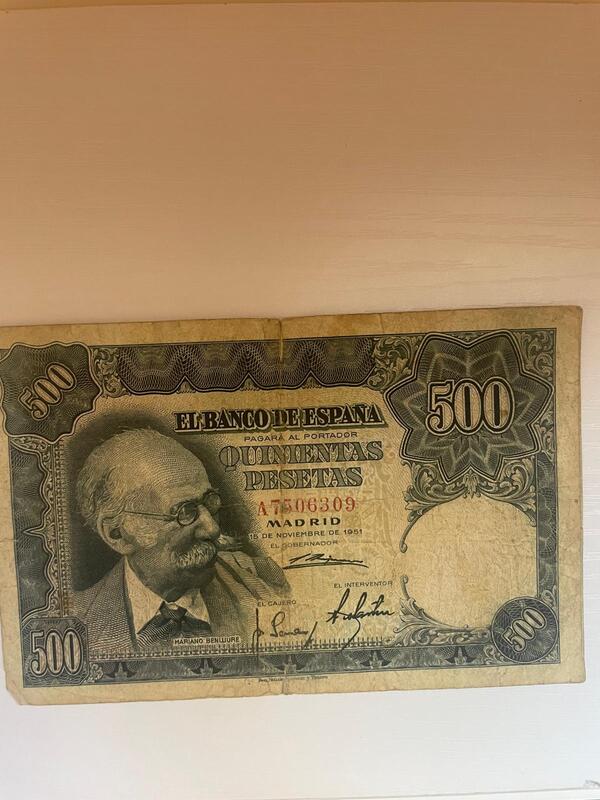 500
500
EL BANCO DE ESPAÑA
PAGARÁ AL PORTADOR
QUINIENTAS
PESETAS
A7506309
MADRID
15 DE NOVIEMBRE DE 1951
EL GOBERNADOR
EL INTERVENTOR
EL CAJERO
MARIANO BENLLIURE
500
500